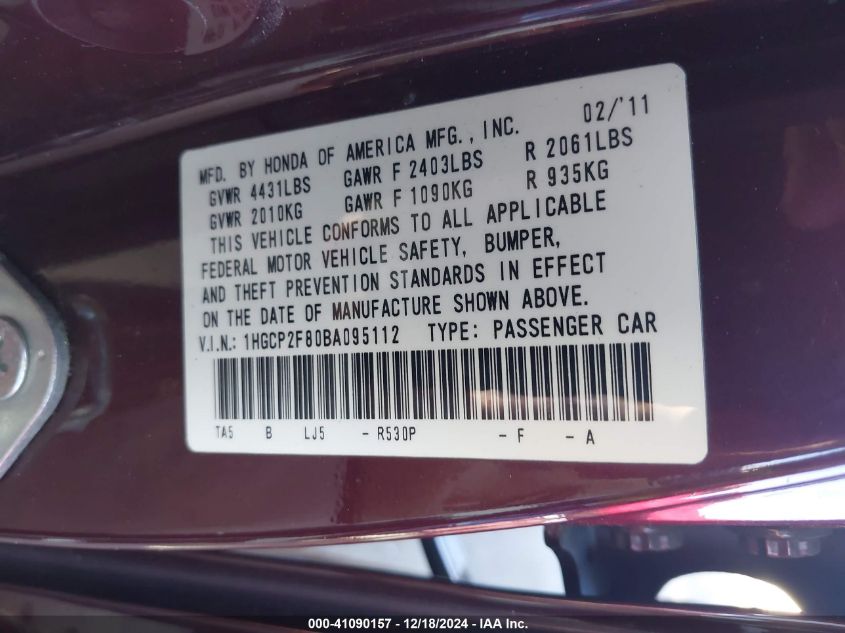 02/'11
MFD. BY HONDA OF AMERICA MFG., INC.
GVWR 4431LBS GAWR F 2403LBS R 2061LBS
GVWR 2010KG GAWR F 1090KG R 935KG
THIS VEHICLE CONFORMS TO ALL APPLICABLE
FEDERAL MOTOR VEHICLE SAFETY, BUMPER,
AND THEFT PREVENTION STANDARDS IN EFFECT
ON THE DATE OF MANUFACTURE SHOWN ABOVE.
V.I.N.: 1HGCP2F80BA095112 TYPE: PASSENGER CAR
TA5 B LJ5 - R530P - F - A
000-41090157 - 12/18/2024 - IAA Inc.